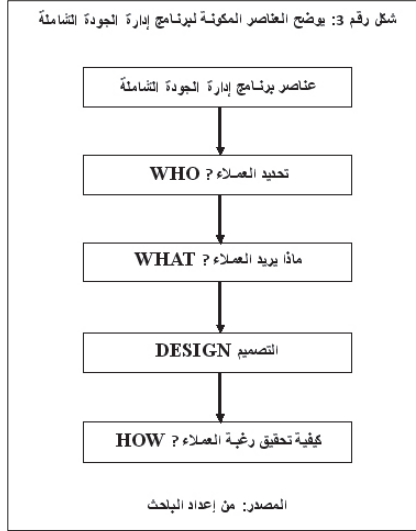 شكل رقم 3: يوضح العناصر المكونة لبرنامج إدارة الجودة الشاملة
عناصر برنامج إدارة الجودة الشاملة
تحديد العملاء ? WHO
ماذا يريد العملاء ? WHAT
التصميم DESIGN
كيفية تحقيق رغبة العملاء ? HOW
المصدر: من إعداد الباحث